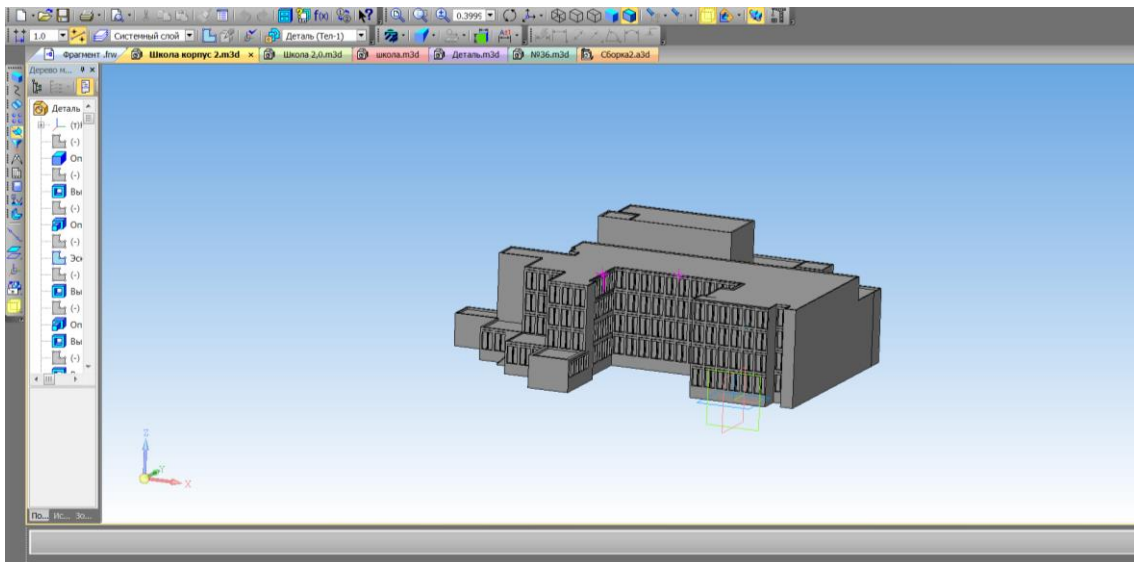 0.3995
1.0 Системный слой Деталь (Тел-1)
Фрагмент .frw Школа корпус 2.m3d × Школа 2,0.m3d школа.m3d Деталь.m3d №36.m3d Сборка2.a3d
Дерево м...
Деталь
(т)
(-)
Оп
(-)
Вы
(-)
Оп
(-)
Эс
(-)
Вы
(-)
Оп
Вы
(-)
По... Ис... Зо...
Z
Y
X